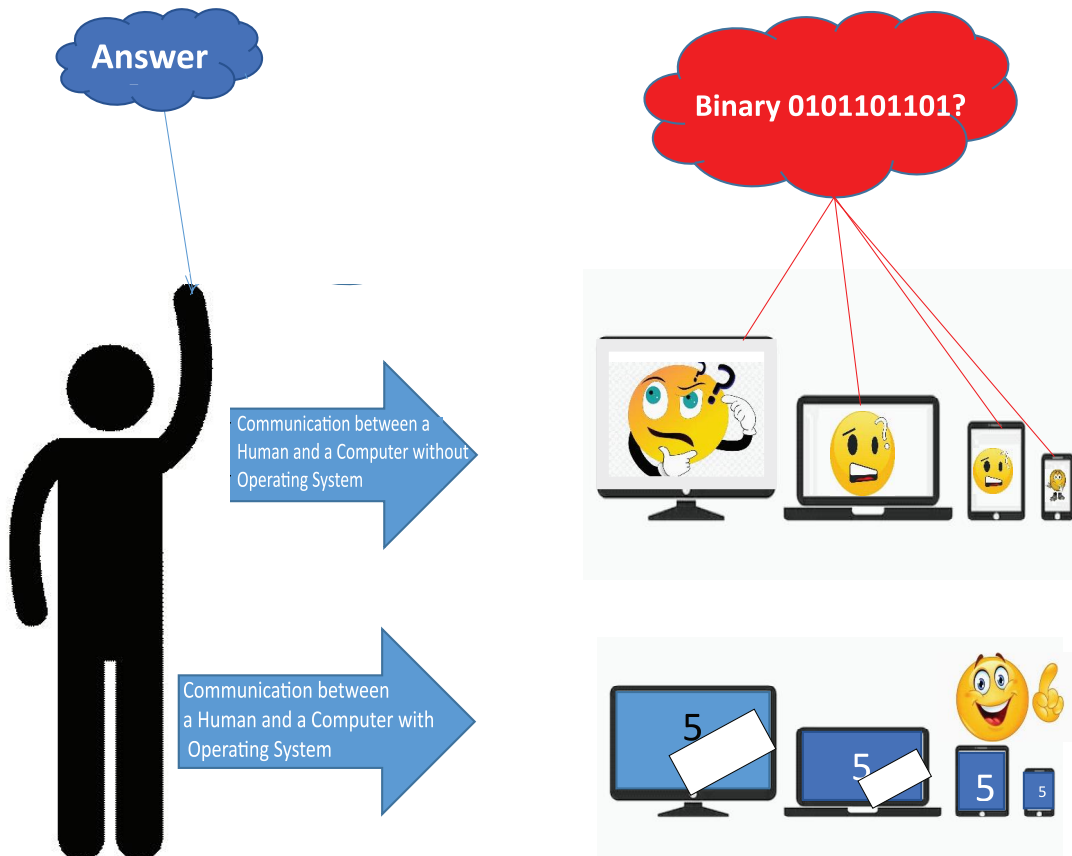 Answer
Binary 0101101101?
Communication between a
Human and a Computer without
Operating System
Communication between
a Human and a Computer with
Operating System
5
5
5
5